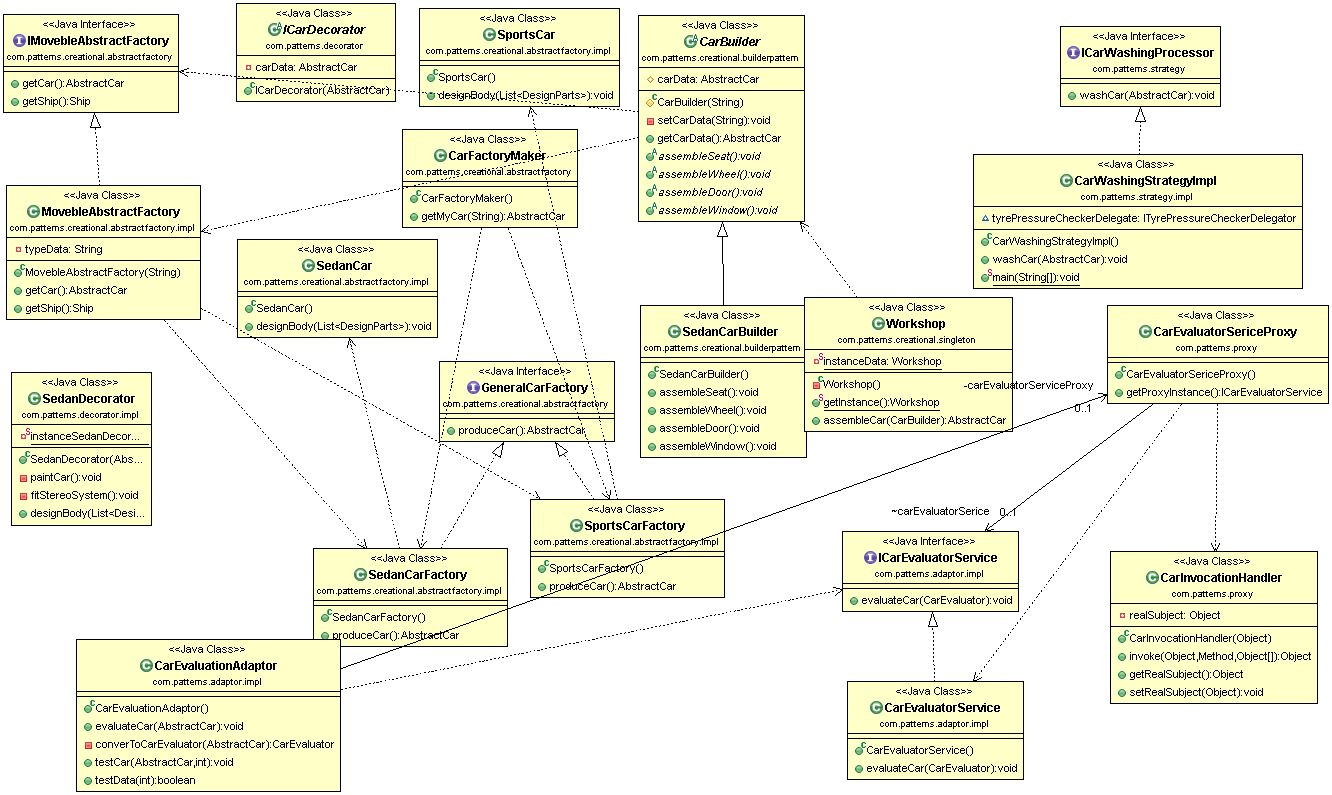 <<Java Interface>>
IMovebleAbstractFactory
com.patterns.creational.abstractfactory
getCar():AbstractCar
getShip():Ship
<<Java Class>>
ICarDecorator
com.patterns.decorator
carData: AbstractCar
ICarDecorator(AbstractCar)
<<Java Class>>
SportsCar
com.patterns.creational.abstractfactory.impl
SportsCar()
designBody(List<DesignParts>):void
<<Java Class>>
CarBuilder
com.patterns.creational.builderpattern
carData: AbstractCar
CarBuilder(String)
setCarData(String):void
getCarData():AbstractCar
assembleSeat():void
assembleWheel():void
assembleDoor():void
assembleWindow():void
<<Java Interface>>
ICarWashingProcessor
com.patterns.strategy
washCar(AbstractCar):void
<<Java Class>>
CarFactoryMaker
com.patterns.creational.abstractfactory
CarFactoryMaker()
getMyCar(String):AbstractCar
<<Java Class>>
CarWashingStrategyImpl
com.patterns.strategy.impl
tyrePressureCheckerDelegate: ITyrePressureCheckerDelegator
CarWashingStrategyImpl()
washCar(AbstractCar):void
main(String[]):void
<<Java Class>>
MovebleAbstractFactory
com.patterns.creational.abstractfactory.impl
typeData: String
MovebleAbstractFactory(String)
getCar():AbstractCar
getShip():Ship
<<Java Class>>
SedanCar
com.patterns.creational.abstractfactory.impl
SedanCar()
designBody(List<DesignParts>):void
<<Java Class>>
SedanCarBuilder
com.patterns.creational.builderpattern
SedanCarBuilder()
assembleSeat():void
assembleWheel():void
assembleDoor():void
assembleWindow():void
<<Java Class>>
Workshop
com.patterns.creational.singleton
instanceData: Workshop
Workshop()
getInstance():Workshop
assembleCar(CarBuilder):AbstractCar
-carEvaluatorServiceProxy
0..1
<<Java Class>>
CarEvaluatorSericeProxy
com.patterns.proxy
CarEvaluatorSericeProxy()
getProxyInstance():ICarEvaluatorService
<<Java Class>>
SedanDecorator
com.patterns.decorator.impl
instanceSedanDecor...
SedanDecorator(Abs...
paintCar():void
fitStereoSystem():void
designBody(List<Desi...
<<Java Interface>>
GeneralCarFactory
com.patterns.creational.abstractfactory
produceCar():AbstractCar
<<Java Class>>
SportsCarFactory
com.patterns.creational.abstractfactory.impl
SportsCarFactory()
produceCar():AbstractCar
~carEvaluatorSerice
0..1
<<Java Interface>>
ICarEvaluatorService
com.patterns.adaptor.impl
evaluateCar(CarEvaluator):void
<<Java Class>>
SedanCarFactory
com.patterns.creational.abstractfactory.impl
SedanCarFactory()
produceCar():AbstractCar
<<Java Class>>
CarInvocationHandler
com.patterns.proxy
realSubject: Object
CarInvocationHandler(Object)
invoke(Object,Method,Object[]):Object
getRealSubject():Object
setRealSubject(Object):void
<<Java Class>>
CarEvaluationAdaptor
com.patterns.adaptor.impl
CarEvaluationAdaptor()
evaluateCar(AbstractCar):void
converToCarEvaluator(AbstractCar):CarEvaluator
testCar(AbstractCar,int):void
testData(int):boolean
<<Java Class>>
CarEvaluatorService
com.patterns.adaptor.impl
CarEvaluatorService()
evaluateCar(CarEvaluator):void